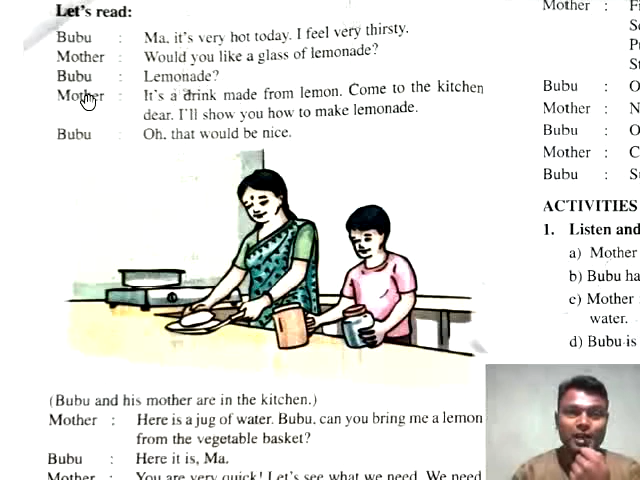 Let's read:
Bubu : Ma, it's very hot today. I feel very thirsty.
Mother : Would you like a glass of lemonade?
Bubu : Lemonade?
Mother : It's a drink made from lemon. Come to the kitchen
dear. I'll show you how to make lemonade.
Bubu : Oh, that would be nice.
(Bubu and his mother are in the kitchen.)
Mother : Here is a jug of water. Bubu, can you bring me a lemon
from the vegetable basket?
Bubu : Here it is, Ma.
Mother : You are very quick! Let's see what we need. We need
Mother :
Bubu :
Mother :
Bubu :
Mother :
Bubu :
ACTIVITIES
1. Listen and
a) Mother
b) Bubu ha
c) Mother
water.
d) Bubu is